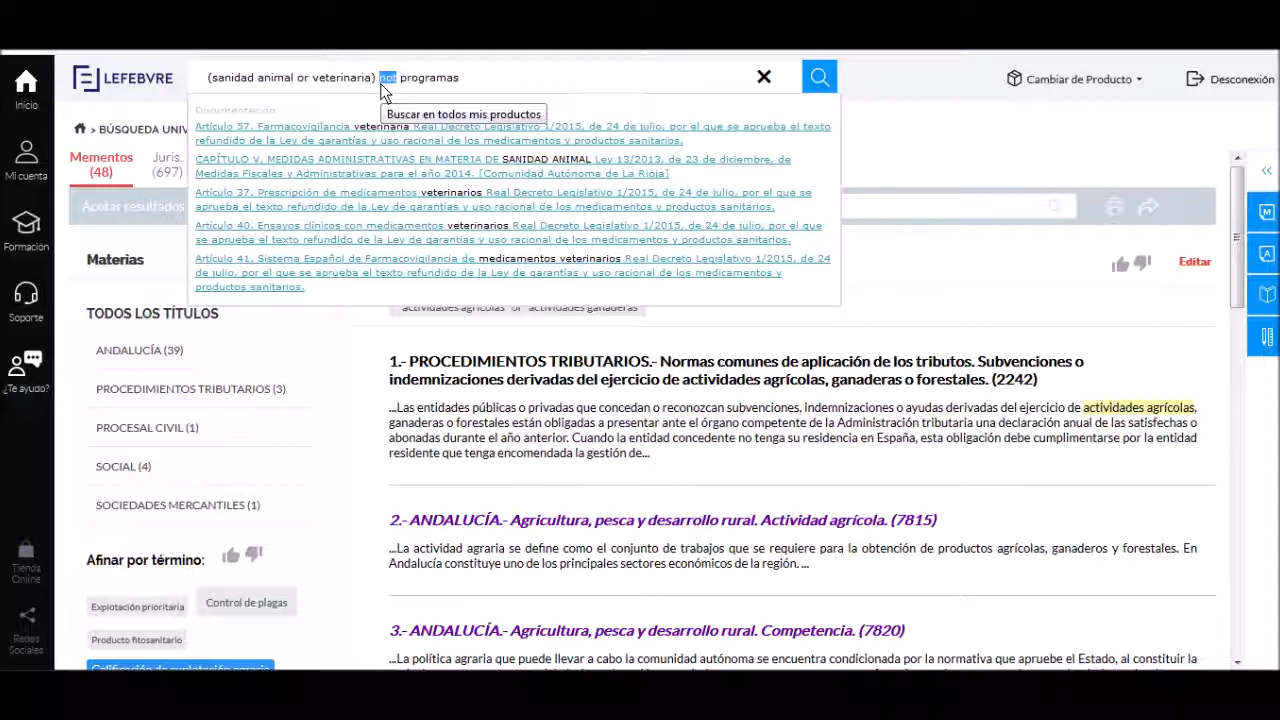 LEFEBVRE
(sanidad animal or veterinaria) not programas
Cambiar de Producto
Desconexión
Inicio
Mi cuenta
Formación
Soporte
¿Te ayudo?
Tienda
Online
Redes
Sociales
Documentación
Buscar en todos mis productos
Artículo 57. Farmacovigilancia veterinaria Real Decreto Legislativo 1/2015, de 24 de julio, por el que se aprueba el texto
refundido de la Ley de garantías y uso racional de los medicamentos y productos sanitarios.
CAPÍTULO V. MEDIDAS ADMINISTRATIVAS EN MATERIA DE SANIDAD ANIMAL Ley 13/2013, de 23 de diciembre, de
Medidas Fiscales y Administrativas para el año 2014. [Comunidad Autónoma de La Rioja]
Artículo 37. Prescripción de medicamentos veterinarios Real Decreto Legislativo 1/2015, de 24 de julio, por el que se
aprueba el texto refundido de la Ley de garantías y uso racional de los medicamentos y productos sanitarios.
Artículo 40. Ensayos clínicos con medicamentos veterinarios Real Decreto Legislativo 1/2015, de 24 de julio, por el que
se aprueba el texto refundido de la Ley de garantías y uso racional de los medicamentos y productos sanitarios.
Artículo 41. Sistema Español de Farmacovigilancia de medicamentos veterinarios Real Decreto Legislativo 1/2015, de 24
de julio, por el que se aprueba el texto refundido de la Ley de garantías y uso racional de los medicamentos y
productos sanitarios.
> BÚSQUEDA UNIV
Mementos
(48)
Juris.
(697)
Acotar resultados
Materias
Editar
TODOS LOS TÍTULOS
ANDALUCÍA (39)
PROCEDIMIENTOS TRIBUTARIOS (3)
PROCESAL CIVIL (1)
SOCIAL (4)
SOCIEDADES MERCANTILES (1)
Afinar por término:
Explotación prioritaria
Control de plagas
Producto fitosanitario
Calificación de explotación agraria
"actividades agrícolas" or "actividades ganaderas"
1.- PROCEDIMIENTOS TRIBUTARIOS.- Normas comunes de aplicación de los tributos. Subvenciones o
indemnizaciones derivadas del ejercicio de actividades agrícolas, ganaderas o forestales. (2242)
...Las entidades públicas o privadas que concedan o reconozcan subvenciones, indemnizaciones o ayudas derivadas del ejercicio de actividades agrícolas,
ganaderas o forestales están obligadas a presentar ante el órgano competente de la Administración tributaria una declaración anual de las satisfechas o
abonadas durante el año anterior. Cuando la entidad concedente no tenga su residencia en España, esta obligación debe cumplimentarse por la entidad
residente que tenga encomendada la gestión de...
2.- ANDALUCÍA.- Agricultura, pesca y desarrollo rural. Actividad agrícola. (7815)
...La actividad agraria se define como el conjunto de trabajos que se requiere para la obtención de productos agrícolas, ganaderos y forestales. En
Andalucía constituye uno de los principales sectores económicos de la región. ...
3.- ANDALUCÍA.- Agricultura, pesca y desarrollo rural. Competencia. (7820)
...La política agraria que puede llevar a cabo la comunidad autónoma se encuentra condicionada por la normativa que apruebe el Estado, al constituir la